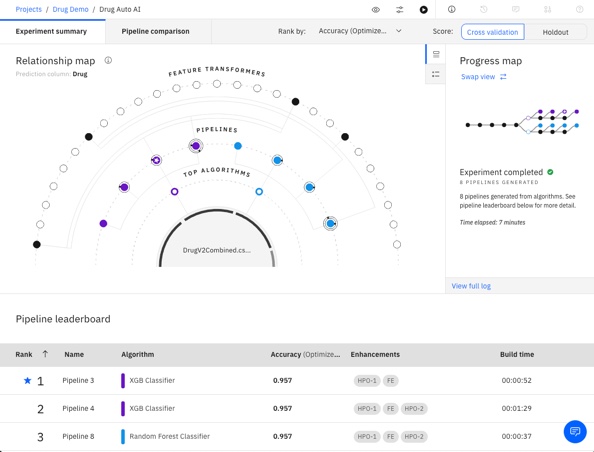 Projects / Drug Demo / Drug Auto AI
Experiment summary
Pipeline comparison
Rank by:
Accuracy (Optimize...
Score:
Cross validation
Holdout
Relationship map
Prediction column: Drug
FEATURE TRANSFORMERS
PIPELINES
TOP ALGORITHMS
DrugV2Combined.cs...
Progress map
Swap view
Experiment completed
8 PIPELINES GENERATED
8 pipelines generated from algorithms. See
pipeline leaderboard below for more detail.
Time elapsed: 7 minutes
View full log
Pipeline leaderboard
Rank Name Algorithm Accuracy (Optimize... Enhancements Build time
1 Pipeline 3 XGB Classifier 0.957 HPO-1 FE 00:00:52
2 Pipeline 4 XGB Classifier 0.957 HPO-1 FE HPO-2 00:01:29
3 Pipeline 8 Random Forest Classifier 0.957 HPO-1 FE HPO-2 00:00:37